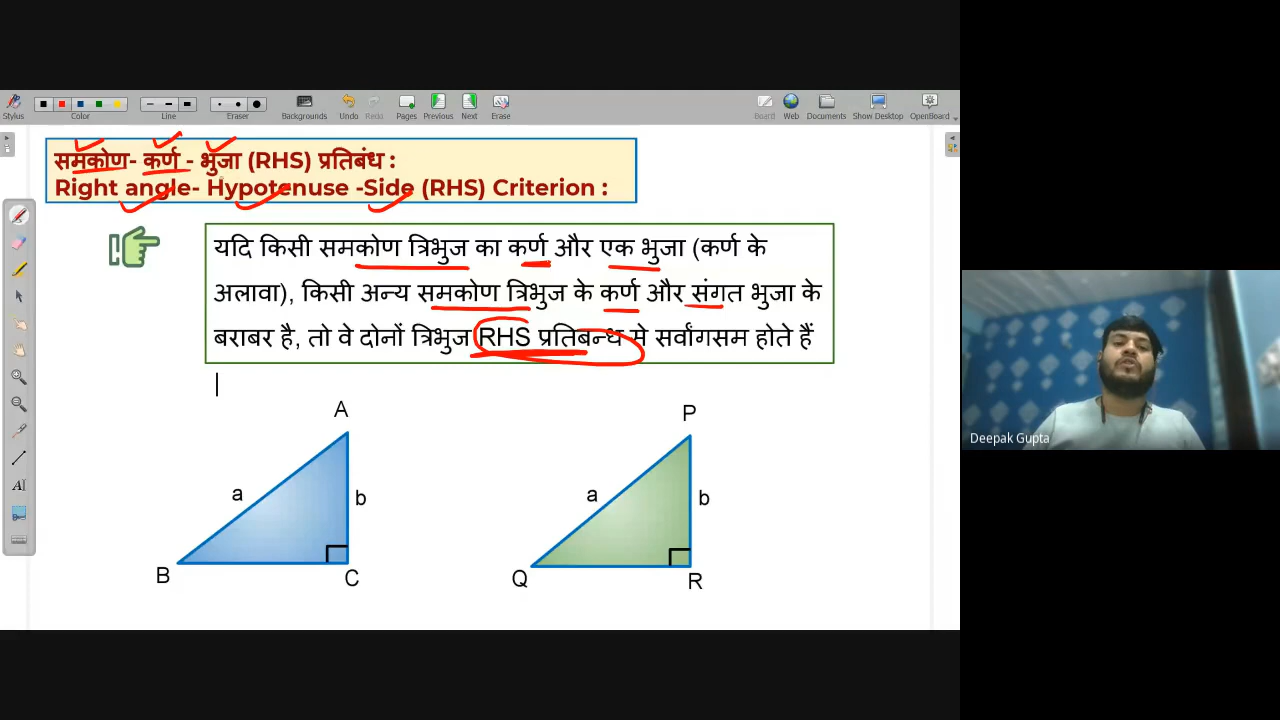 Stylus
Color
Line
Eraser
Backgrounds
Undo
Redo
Pages
Previous
Next
Erase
Board
Web
Documents
Show Desktop
OpenBoard
समकोण- कर्ण - भुजा (RHS) प्रतिबंध :
Right angle- Hypotenuse -Side (RHS) Criterion :
यदि किसी समकोण त्रिभुज का कर्ण और एक भुजा (कर्ण के
अलावा), किसी अन्य समकोण त्रिभुज के कर्ण और संगत भुजा के
बराबर है, तो वे दोनों त्रिभुज RHS प्रतिबन्ध मे सर्वांगसम होते हैं
A
P
a
b
a
b
B
C
Q
R
Deepak Gupta